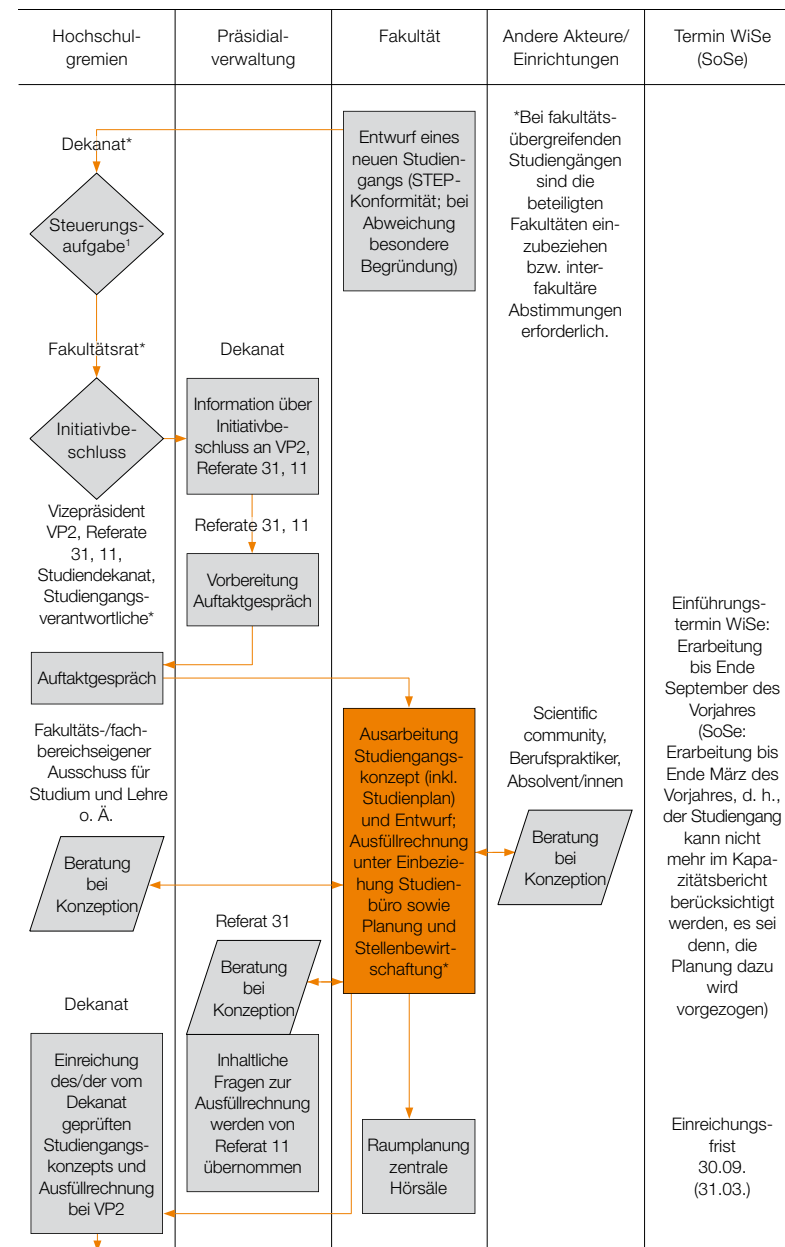 Hochschul-
gremien
Präsidial-
verwaltung
Fakultät
Andere Akteure/
Einrichtungen
Termin WiSe
(SoSe)
Dekanat*
Steuerungs-
aufgabe¹
Entwurf eines
neuen Studien-
gangs (STEP-
Konformität; bei
Abweichung
besondere
Begründung)
*Bei fakultäts-
übergreifenden
Studiengängen
sind die
beteiligten
Fakultäten ein-
zubeziehen
bzw. inter-
fakultäre
Abstimmungen
erforderlich.
Fakultätsrat*
Initiativbe-
schluss
Dekanat
Information über
Initiativbe-
schluss an VP2,
Referate 31, 11
Vizepräsident
VP2, Referate
31, 11,
Studiendekanat,
Studiengangs-
verantwortliche*
Referate 31, 11
Vorbereitung
Auftaktgespräch
Auftaktgespräch
Fakultäts-/fach-
bereichseigener
Ausschuss für
Studium und Lehre
o. Ä.
Beratung
bei
Konzeption
Ausarbeitung
Studiengangs-
konzept (inkl.
Studienplan)
und Entwurf;
Ausfüllrechnung
unter Einbezie-
hung Studien-
büro sowie
Planung und
Stellenbewirt-
schaftung*
Scientific
community,
Berufspraktiker,
Absolvent/innen
Beratung
bei
Konzeption
Einführungs-
termin WiSe:
Erarbeitung
bis Ende
September des
Vorjahres
(SoSe:
Erarbeitung bis
Ende März des
Vorjahres, d. h.,
der Studiengang
kann nicht
mehr im Kapa-
zitätsbericht
berücksichtigt
werden, es sei
denn, die
Planung dazu
wird
vorgezogen)
Referat 31
Beratung
bei
Konzeption
Inhaltliche
Fragen zur
Ausfüllrechnung
werden von
Referat 11
übernommen
Dekanat
Einreichung
des/der vom
Dekanat
geprüften
Studiengangs-
konzepts und
Ausfüllrechnung
bei VP2
Raumplanung
zentrale
Hörsäle
Einreichungs-
frist
30.09.
(31.03.)